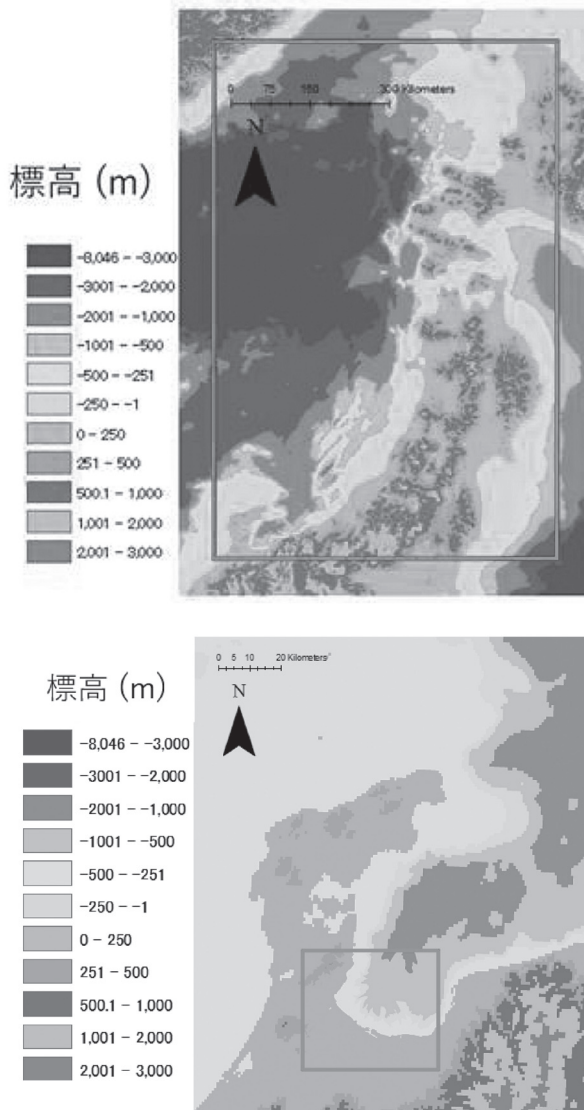 0 75 150 300 Kilometers
N
標高 (m)
-8,046 - -3,000
-3001 - -2,000
-2001 - -1,000
-1001 - -500
-500 - -251
-250 - -1
0 - 250
251 - 500
500.1 - 1,000
1,001 - 2,000
2,001 - 3,000
0 5 10 20 Kilometers
N
標高 (m)
-8,046 - -3,000
-3001 - -2,000
-2001 - -1,000
-1001 - -500
-500 - -251
-250 - -1
0 - 250
251 - 500
500.1 - 1,000
1,001 - 2,000
2,001 - 3,000